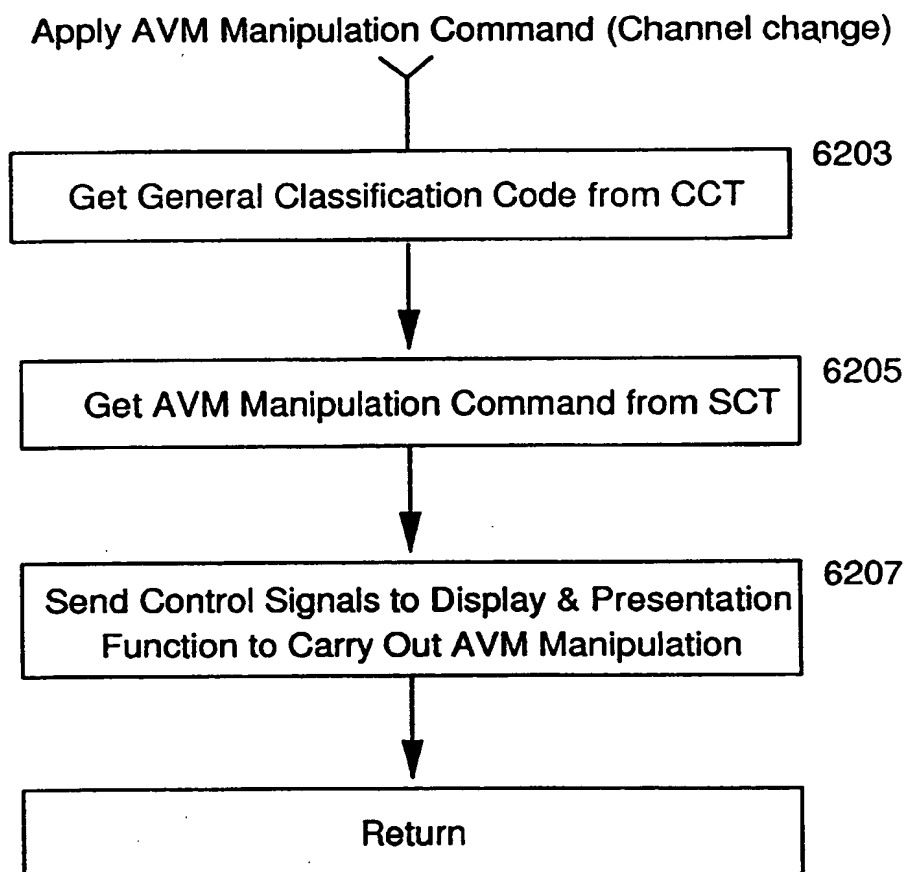 Apply AVM Manipulation Command (Channel change)
6203
Get General Classification Code from CCT
6205
Get AVM Manipulation Command from SCT
6207
Send Control Signals to Display & Presentation
Function to Carry Out AVM Manipulation
Return